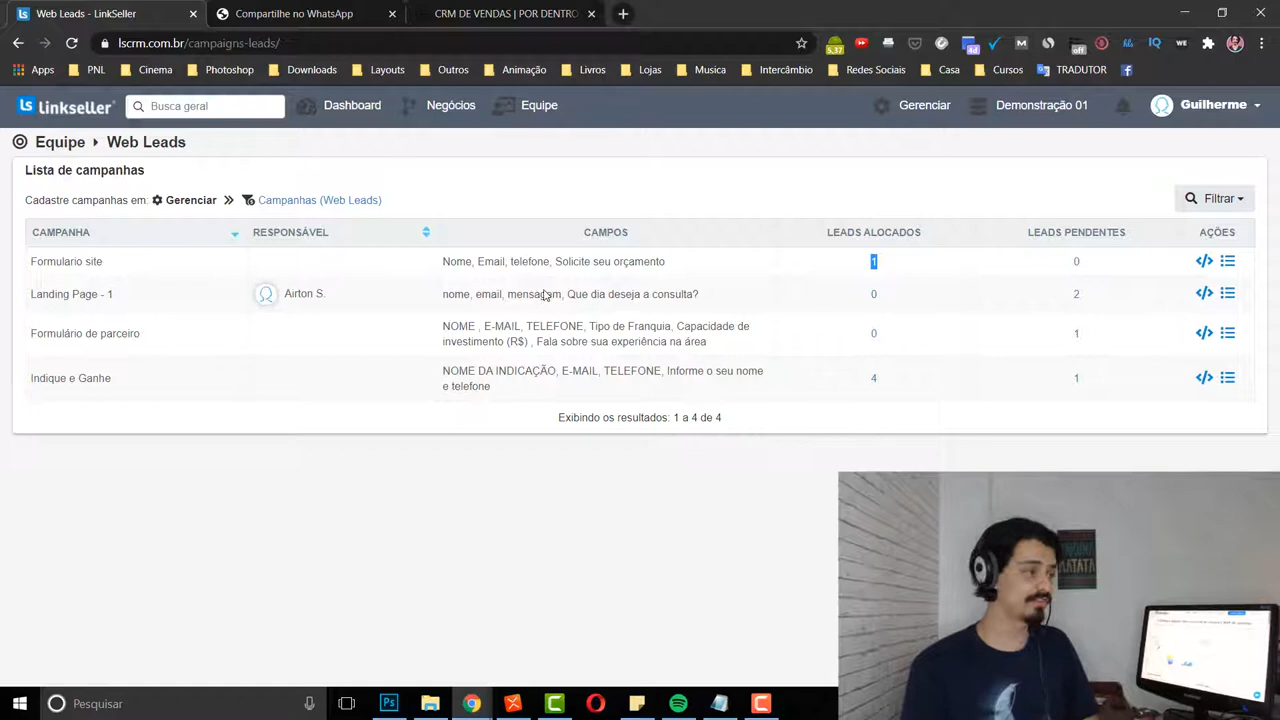 Web Leads - LinkSeller
Compartilhe no WhatsApp
CRM DE VENDAS | POR DENTRO
lscrm.com.br/campaigns-leads/
Apps PNL Cinema Photoshop Downloads Layouts Outros Animação Livros Lojas Musica Intercâmbio Redes Sociais Casa Cursos TRADUTOR
linkseller
Busca geral
Dashboard Negócios Equipe Gerenciar Demonstração 01 Guilherme
Equipe Web Leads
Lista de campanhas
Cadastre campanhas em: Gerenciar Campanhas (Web Leads)
Filtrar
CAMPANHA RESPONSÁVEL CAMPOS LEADS ALOCADOS LEADS PENDENTES AÇÕES
Formulario site Nome, Email, telefone, Solicite seu orçamento 1 0
Landing Page - 1 Airton S. nome, email, mensagem, Que dia deseja a consulta? 0 2
Formulário de parceiro NOME , E-MAIL, TELEFONE, Tipo de Franquia, Capacidade de 0 1
investimento (R$) , Fala sobre sua experiência na área
Indique e Ganhe NOME DA INDICAÇÃO, E-MAIL, TELEFONE, Informe o seu nome 4 1
e telefone
Exibindo os resultados: 1 a 4 de 4
Pesquisar